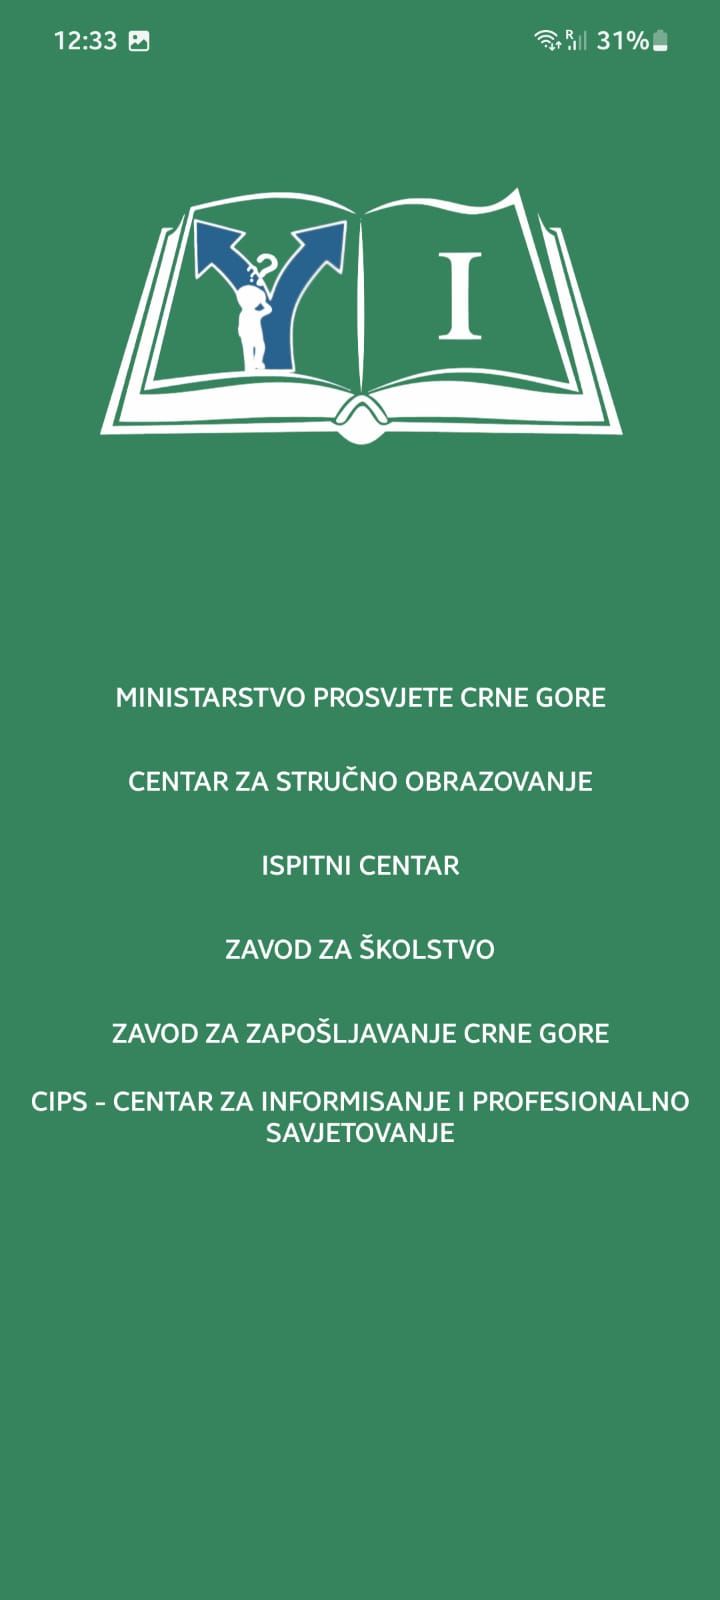 12:33
R 31%
?
I
MINISTARSTVO PROSVJETE CRNE GORE
CENTAR ZA STRUČNO OBRAZOVANJE
ISPITNI CENTAR
ZAVOD ZA ŠKOLSTVO
ZAVOD ZA ZAPOŠLJAVANJE CRNE GORE
CIPS - CENTAR ZA INFORMISANJE I PROFESIONALNO
SAVJETOVANJE